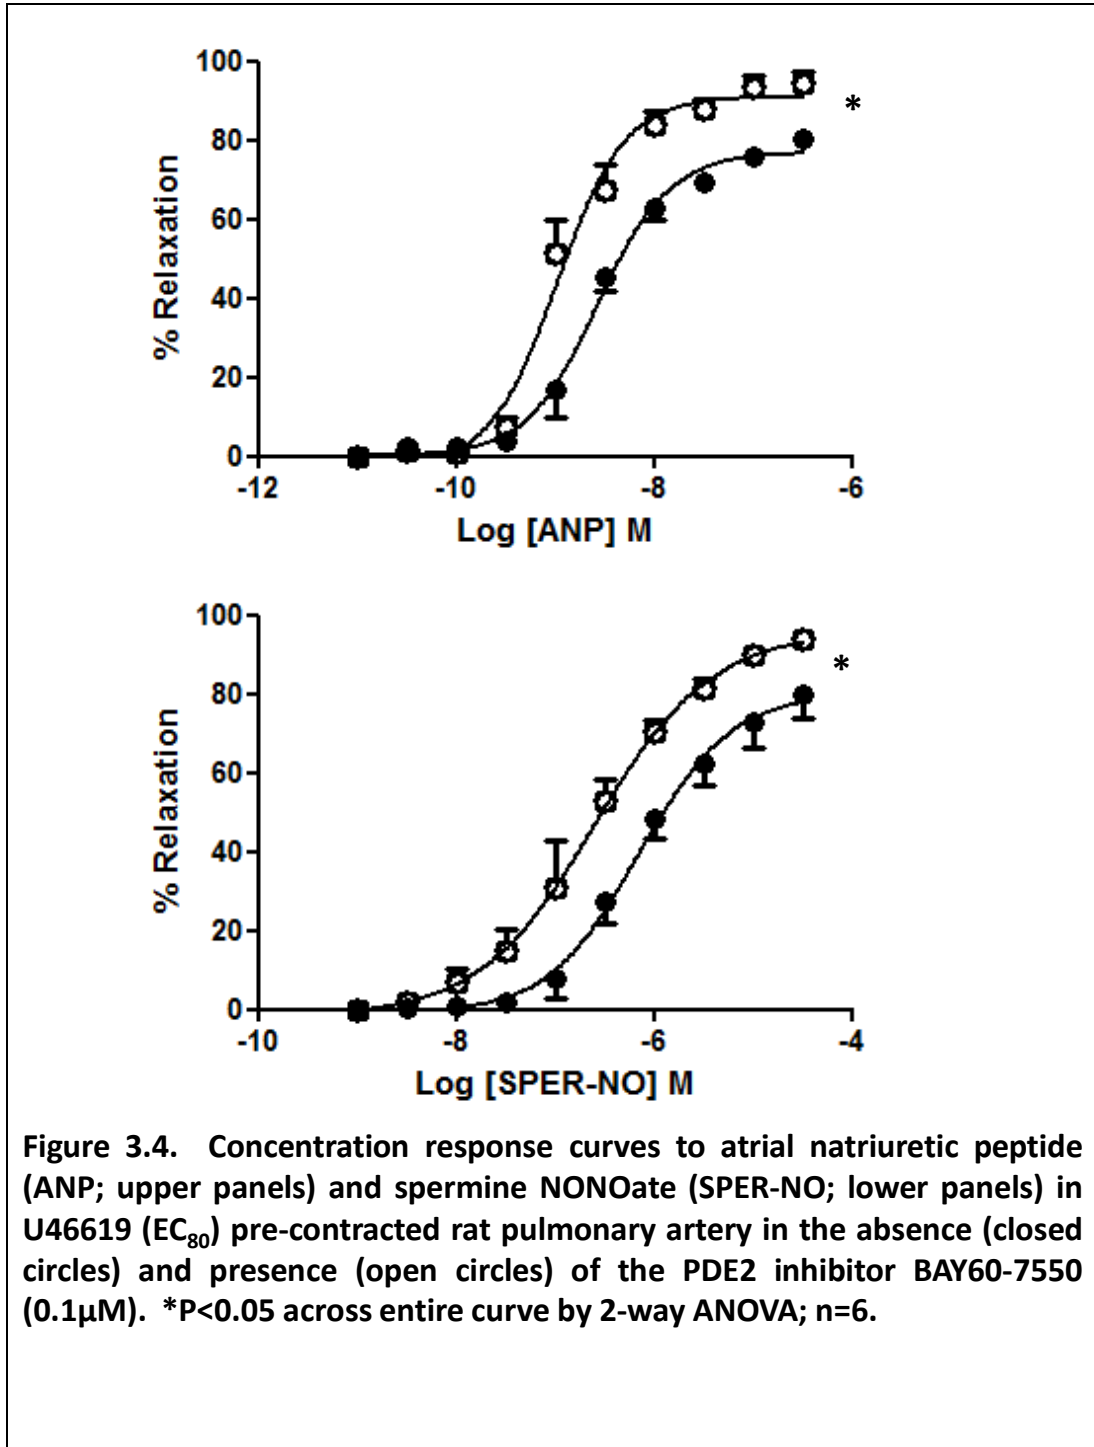 100
80
60
40
20
0
% Relaxation
*
-12 -10 -8 -6
Log [ANP] M
100
80
60
40
20
0
% Relaxation
*
-10 -8 -6 -4
Log [SPER-NO] M
Figure 3.4. Concentration response curves to atrial natriuretic peptide
(ANP; upper panels) and spermine NONOate (SPER-NO; lower panels) in
U46619 (EC₈₀) pre-contracted rat pulmonary artery in the absence (closed
circles) and presence (open circles) of the PDE2 inhibitor BAY60-7550
(0.1μM). *P<0.05 across entire curve by 2-way ANOVA; n=6.